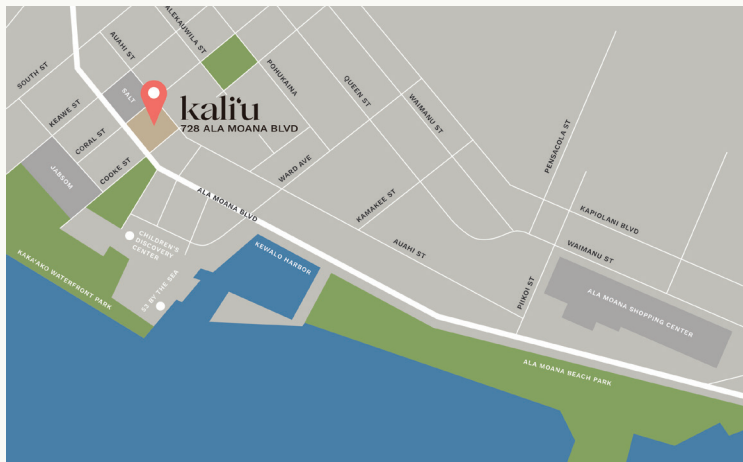 HALEKAUWILA ST
AUAHI ST
SOUTH ST
SALT
POHUKAINA
KEAWE ST
QUEEN ST
WAIMANU ST
kali‘u
728 ALA MOANA BLVD
CORAL ST
PENSACOLA ST
COOKE ST
WARD AVE
JABSOM
ALA MOANA BLVD
KAMAKEE ST
KAPIOLANI BLVD
CHILDREN'S
DISCOVERY
CENTER
AUAHI ST
KEWALO HARBOR
WAIMANU ST
KAKA'AKO WATERFRONT PARK
53 BY THE SEA
PIIKOI ST
ALA MOANA SHOPPING CENTER
ALA MOANA BEACH PARK